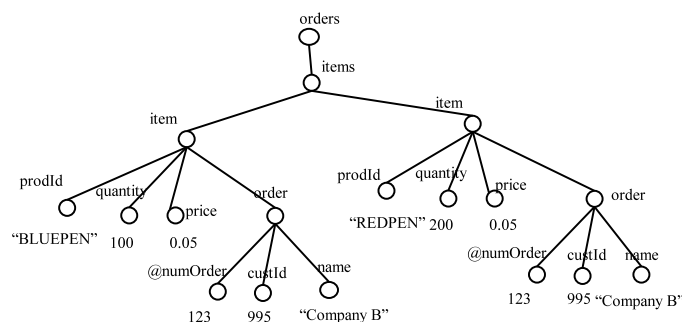 orders
items
item
item
prodId
quantity
price
order
prodId
quantity
price
order
“BLUEPEN”
100
0.05
“REDPEN”
200
0.05
@numOrder
custId
name
@numOrder
custId
name
123
995
“Company B”
123
995
“Company B”